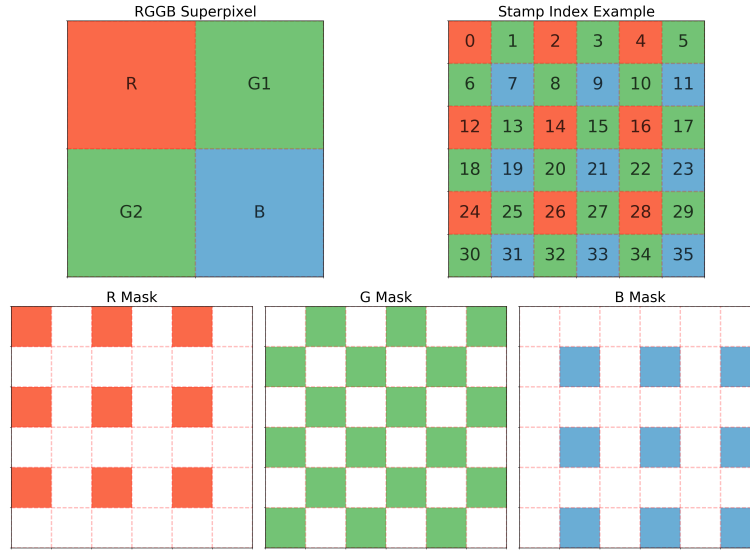 RGGB Superpixel
R G1
G2 B
Stamp Index Example
0 1 2 3 4 5
6 7 8 9 10 11
12 13 14 15 16 17
18 19 20 21 22 23
24 25 26 27 28 29
30 31 32 33 34 35
R Mask
G Mask
B Mask